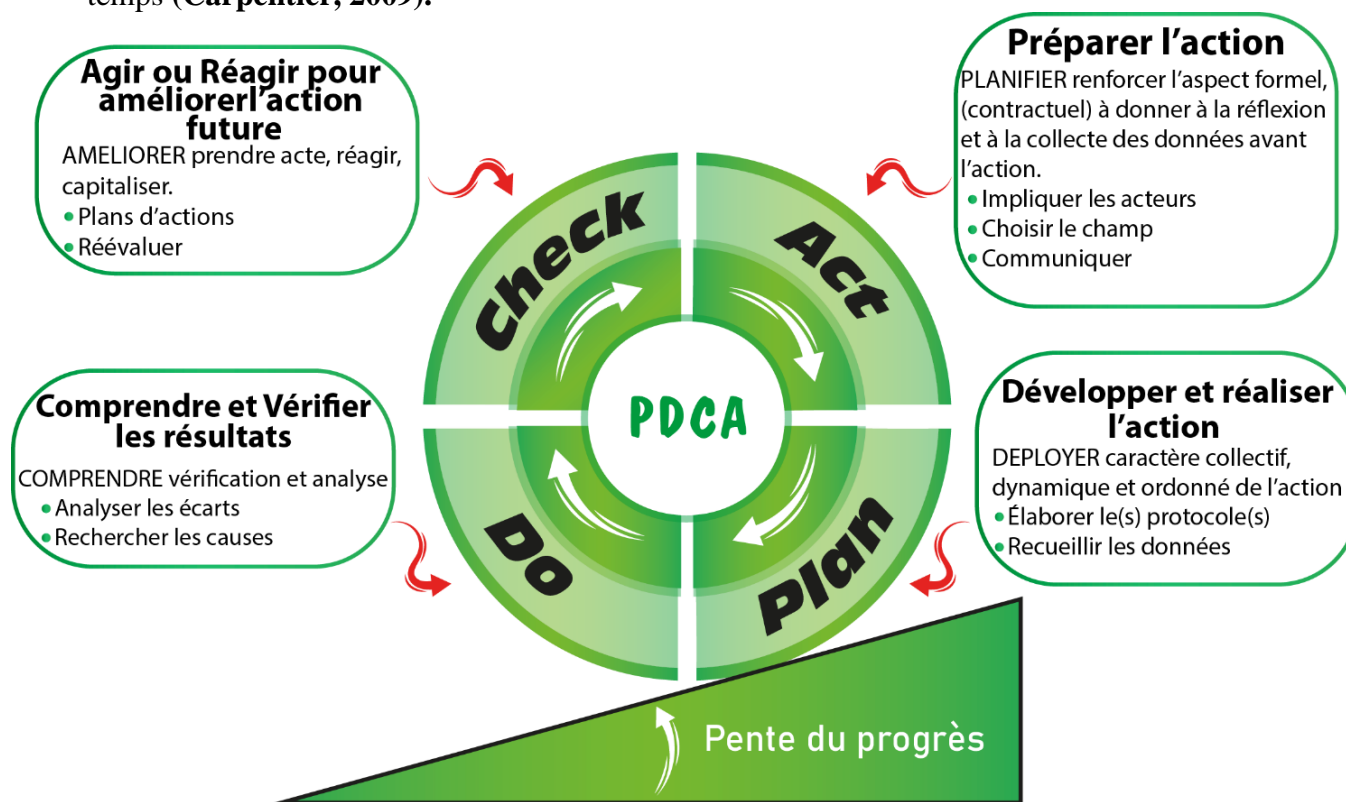 temps (Carpentier, 2009).
Agir ou Réagir pour
améliorerl’action
future
AMELIORER prendre acte, réagir,
capitaliser.
• Plans d’actions
• Réévaluer
Préparer l’action
PLANIFIER renforcer l’aspect formel,
(contractuel) à donner à la réflexion
et à la collecte des données avant
l’action.
• Impliquer les acteurs
• Choisir le champ
• Communiquer
Check
Act
PDCA
Do
Plan
Comprendre et Vérifier
les résultats
COMPRENDRE vérification et analyse
• Analyser les écarts
• Rechercher les causes
Développer et réaliser
l’action
DEPLOYER caractère collectif,
dynamique et ordonné de l’action
• Élaborer le(s) protocole(s)
• Recueillir les données
Pente du progrès